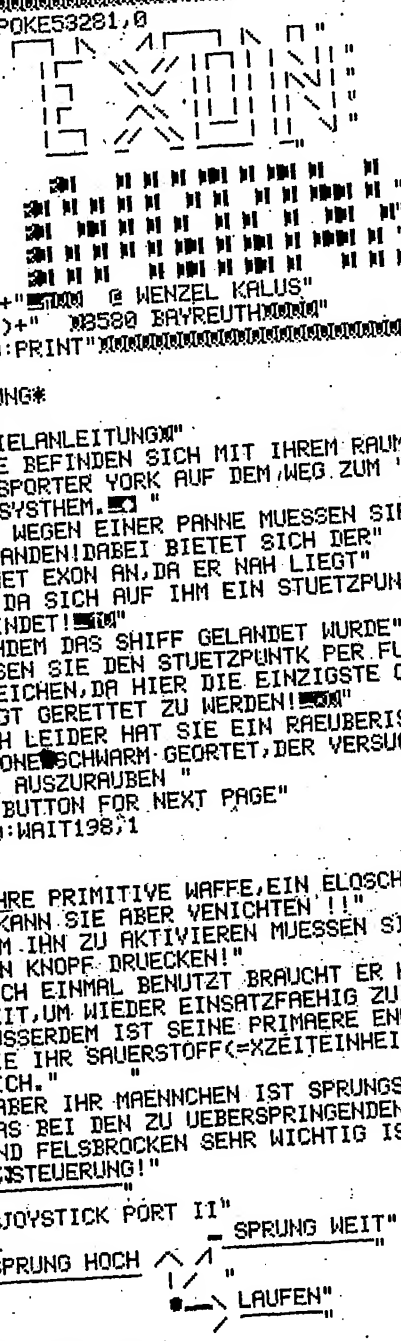 POKE53281,0
EXON
+" @ WENZEL KALUS"
)+" 8580 BAYREUTH "
:PRINT"
UNG*
IELANLEITUNG "
E BEFINDEN SICH MIT IHREM RAUM
SPORTER YORK AUF DEM WEG ZUM '
SYSTHEM. "
WEGEN EINER PANNE MUESSEN SIE
ANDEN!DABEI BIETET SICH DER"
ET EXON AN,DA ER NAH LIEGT"
DA SICH AUF IHM EIN STUETZPUN
INDET! "
HDEM DAS SHIFF GELANDET WURDE"
SEN SIE DEN STUETZPUNTK PER FU
EICHEN,DA HIER DIE EINZIGSTE C
GT GERETTET ZU WERDEN! "
H LEIDER HAT SIE EIN RAEUBERIS
ONE SCHWARM GEORTET,DER VERSUC
AUSZURAUBEN "
BUTTON FOR NEXT PAGE"
:WAIT198,1
HRE PRIMITIVE WAFFE,EIN ELOSCH
KANN SIE ABER VENICHTEN !!"
M IHN ZU AKTIVIEREN MUESSEN SI
N KNOPF DRUECKEN!"
CH EINMAL BENUTZT BRAUCHT ER K
EIT,UM WIEDER EINSATZFAEHIG ZU
USSERDEM IST SEINE PRIMAERE EN
IE IHR SAUERSTOFF(=XZEITEINHEI
ICH." "
ABER IHR MAENNCHEN IST SPRUNGS
AS BEI DEN ZU UEBERSPRINGENDEN
ND FELSBROCKEN SEHR WICHTIG IS
STEUERUNG!"
"
JOYSTICK PORT II"
SPRUNG WEIT"
SPRUNG HOCH
LAUFEN"